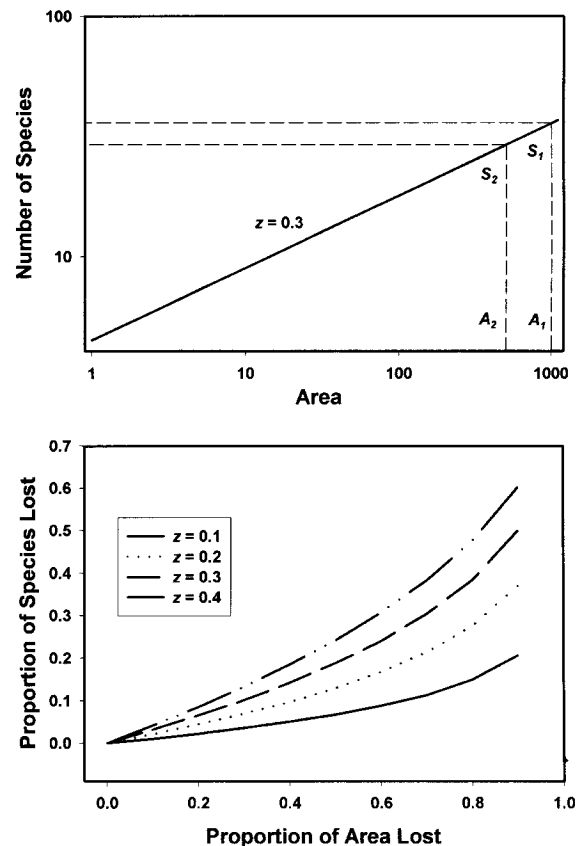 100
Number of Species
10
z = 0.3
S₂
S₁
A₂
A₁
1
10
100
1000
Area
0.7
0.6
0.5
0.4
0.3
0.2
0.1
0.0
Proportion of Species Lost
z = 0.1
z = 0.2
z = 0.3
z = 0.4
0.0
0.2
0.4
0.6
0.8
1.0
Proportion of Area Lost